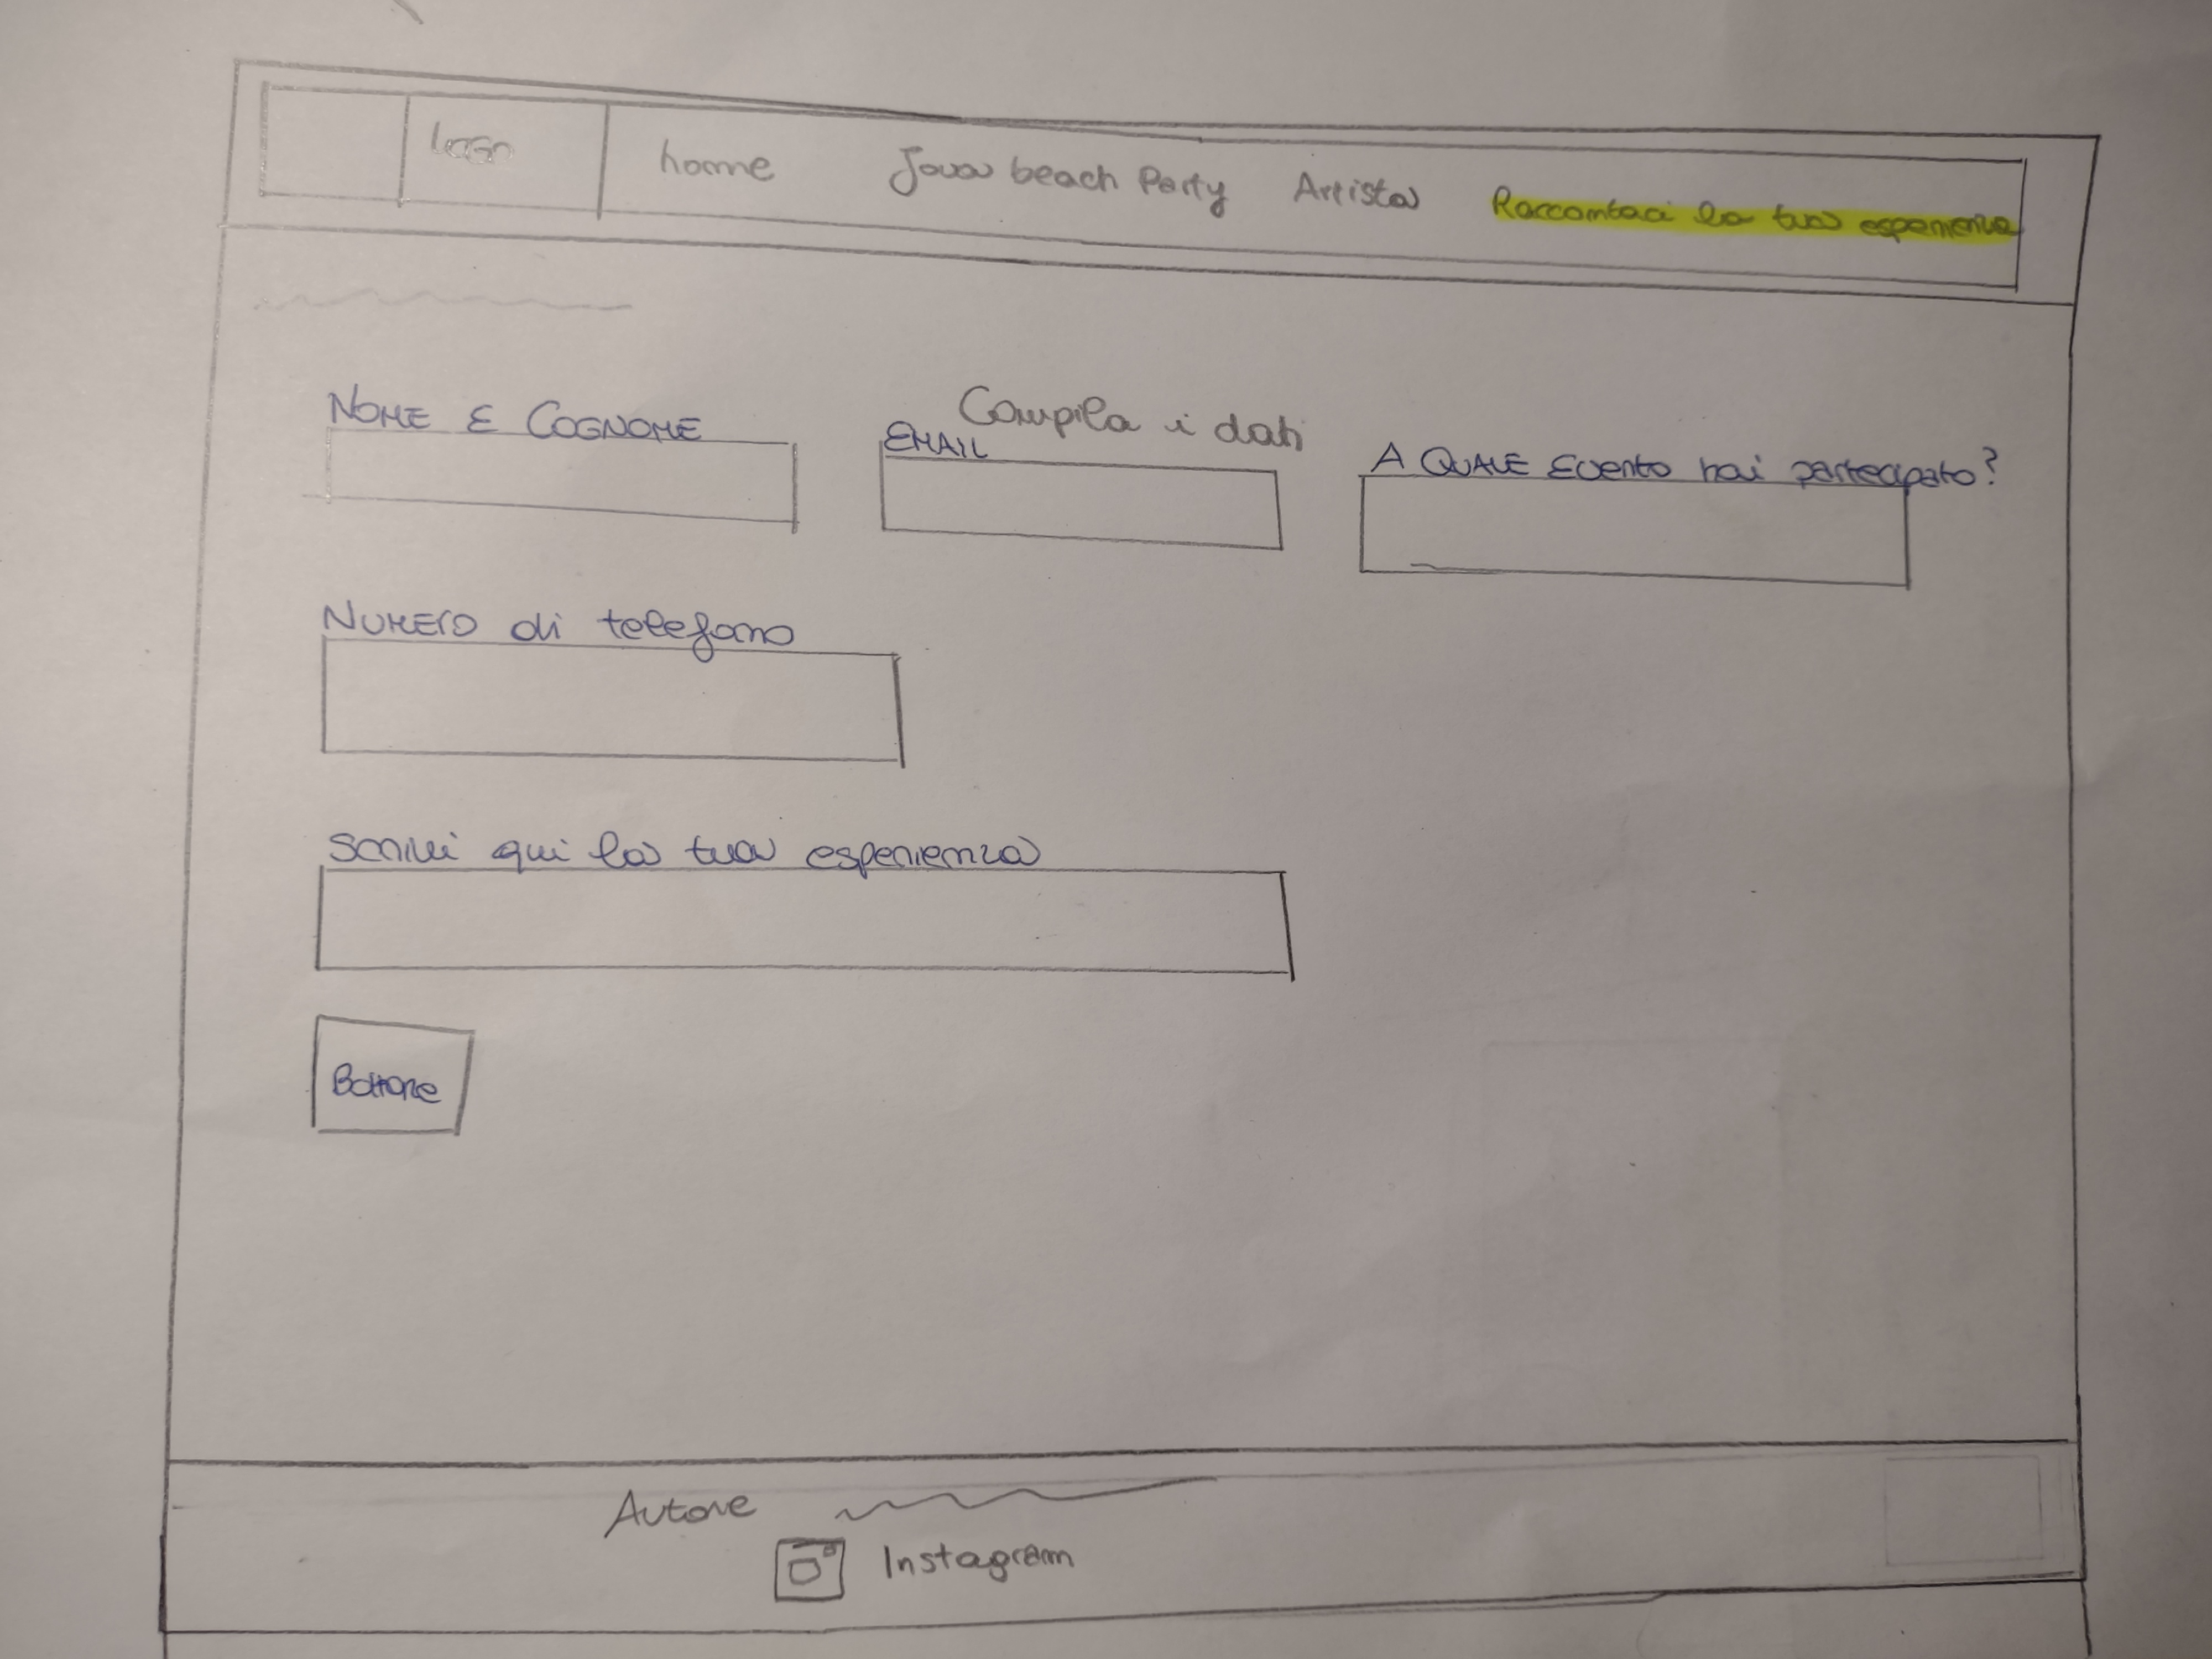 logo home Jova beach Party Artista Raccontaci la tua esperienza
Compila i dati
NOME E COGNOME EMAIL A QUALE EVENTO hai partecipato?
NUMERO di telefono
Scrivi qui la tua esperienza
Bottone
Autore
Instagram